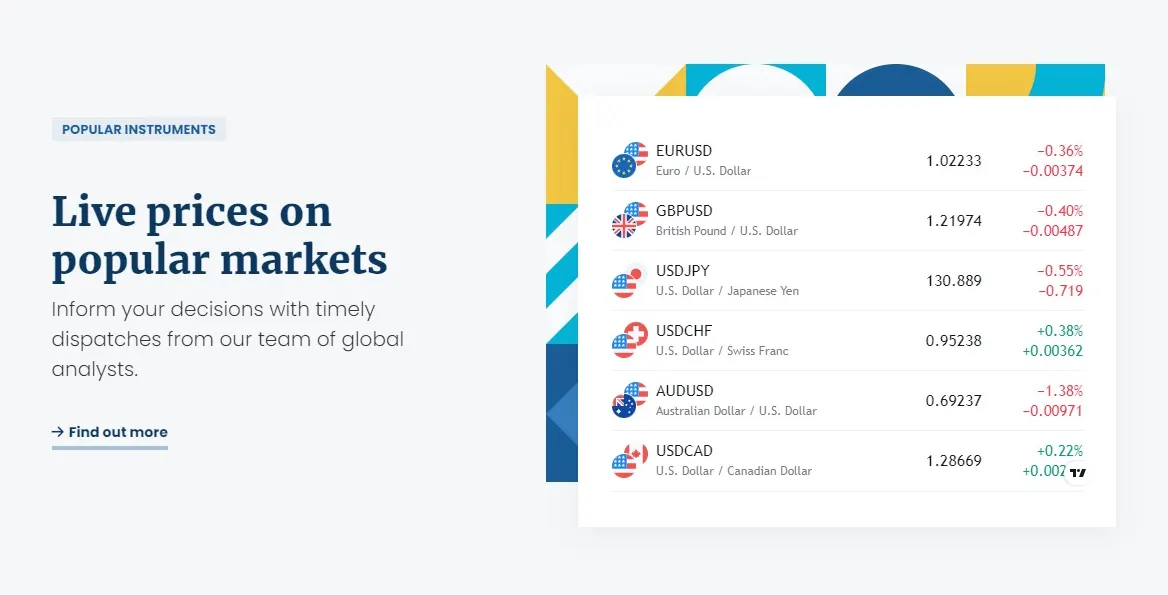 POPULAR INSTRUMENTS
Live prices on
popular markets
Inform your decisions with timely
dispatches from our team of global
analysts.
→ Find out more
EURUSD
Euro / U.S. Dollar
1.02233
−0.36%
−0.00374
GBPUSD
British Pound / U.S. Dollar
1.21974
−0.40%
−0.00487
USDJPY
U.S. Dollar / Japanese Yen
130.889
−0.55%
−0.719
USDCHF
U.S. Dollar / Swiss Franc
0.95238
+0.38%
+0.00362
AUDUSD
Australian Dollar / U.S. Dollar
0.69237
−1.38%
−0.00971
USDCAD
U.S. Dollar / Canadian Dollar
1.28669
+0.22%